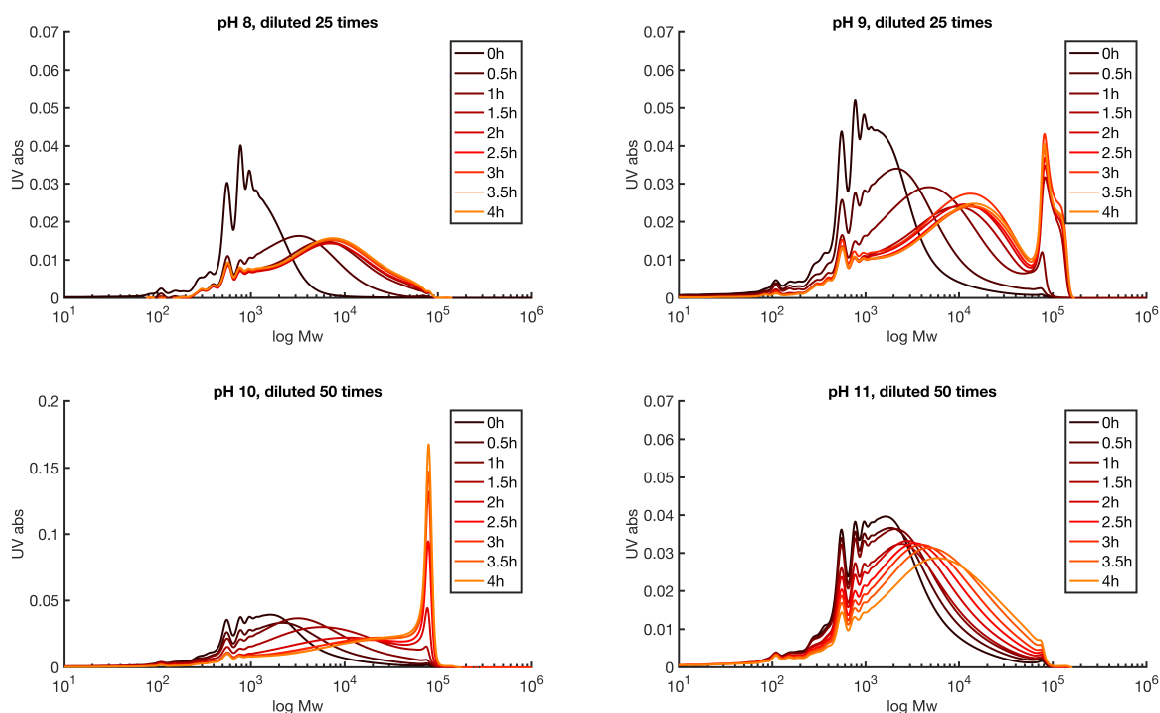 pH 8, diluted 25 times
0.07
0.06
0.05
0.04
0.03
0.02
0.01
0
UV abs
10^1
10^2
10^3
10^4
10^5
10^6
log Mw
0h
0.5h
1h
1.5h
2h
2.5h
3h
3.5h
4h
pH 9, diluted 25 times
0.07
0.06
0.05
0.04
0.03
0.02
0.01
0
UV abs
10^1
10^2
10^3
10^4
10^5
10^6
log Mw
0h
0.5h
1h
1.5h
2h
2.5h
3h
3.5h
4h
pH 10, diluted 50 times
0.2
0.15
0.1
0.05
0
UV abs
10^1
10^2
10^3
10^4
10^5
10^6
log Mw
0h
0.5h
1h
1.5h
2h
2.5h
3h
3.5h
4h
pH 11, diluted 50 times
0.07
0.06
0.05
0.04
0.03
0.02
0.01
0
UV abs
10^1
10^2
10^3
10^4
10^5
10^6
log Mw
0h
0.5h
1h
1.5h
2h
2.5h
3h
3.5h
4h